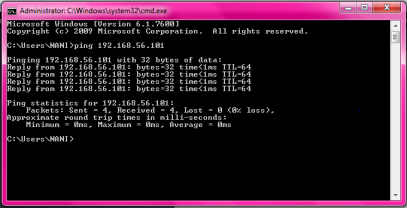 Administrator: C:\Windows\system32\cmd.exe
Microsoft Windows [Version 6.1.7600]
Copyright (c) 2009 Microsoft Corporation.  All rights reserved.
C:\Users\NANI>ping 192.168.56.101
Pinging 192.168.56.101 with 32 bytes of data:
Reply from 192.168.56.101: bytes=32 time<1ms TTL=64
Reply from 192.168.56.101: bytes=32 time<1ms TTL=64
Reply from 192.168.56.101: bytes=32 time<1ms TTL=64
Reply from 192.168.56.101: bytes=32 time<1ms TTL=64
Ping statistics for 192.168.56.101:
    Packets: Sent = 4, Received = 4, Lost = 0 (0% loss),
Approximate round trip times in milli-seconds:
    Minimum = 0ms, Maximum = 0ms, Average = 0ms
C:\Users\NANI>